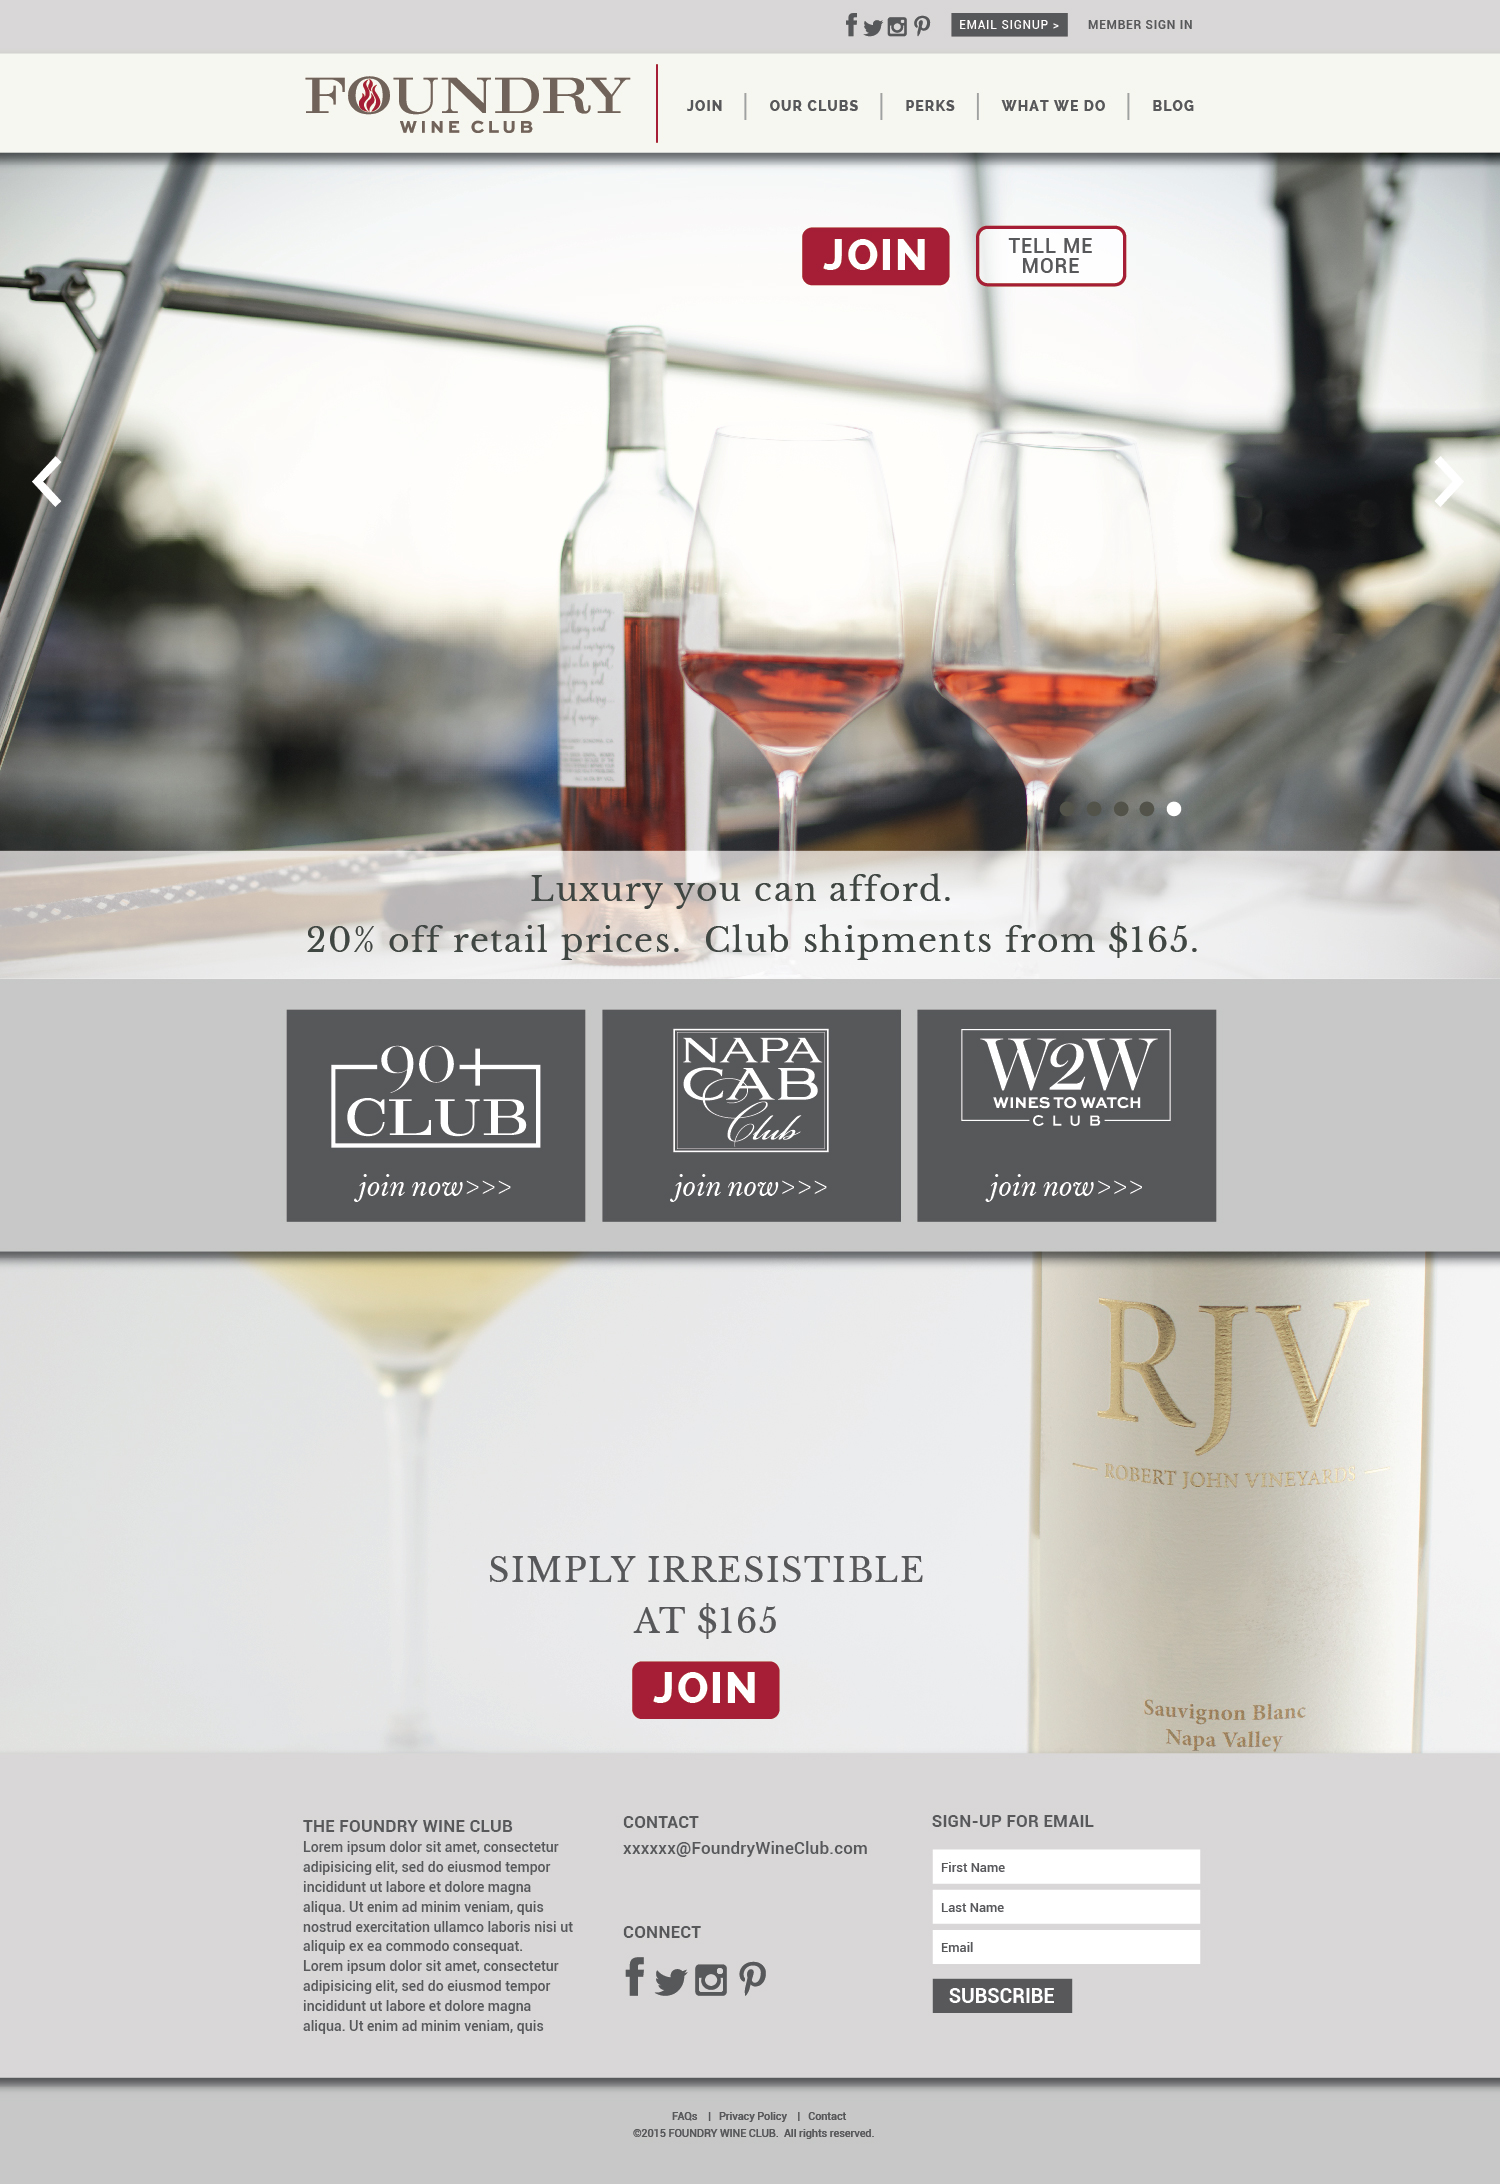 EMAIL SIGNUP >
MEMBER SIGN IN
FOUNDRY
WINE CLUB
JOIN
OUR CLUBS
PERKS
WHAT WE DO
BLOG
JOIN
TELL ME
MORE
Luxury you can afford.
20% off retail prices.  Club shipments from $165.
90+
CLUB
join now>>>
NAPA
CAB
Club
join now>>>
W2W
WINES TO WATCH
CLUB
join now>>>
RJV
ROBERT JOHN VINEYARDS
SIMPLY IRRESISTIBLE
AT $165
JOIN
Sauvignon Blanc
Napa Valley
THE FOUNDRY WINE CLUB
Lorem ipsum dolor sit amet, consectetur
adipisicing elit, sed do eiusmod tempor
incididunt ut labore et dolore magna
aliqua. Ut enim ad minim veniam, quis
nostrud exercitation ullamco laboris nisi ut
aliquip ex ea commodo consequat.
Lorem ipsum dolor sit amet, consectetur
adipisicing elit, sed do eiusmod tempor
incididunt ut labore et dolore magna
aliqua. Ut enim ad minim veniam, quis
CONTACT
xxxxxx@FoundryWineClub.com
CONNECT
SIGN-UP FOR EMAIL
First Name
Last Name
Email
SUBSCRIBE
FAQs | Privacy Policy | Contact
©2015 FOUNDRY WINE CLUB.  All rights reserved.